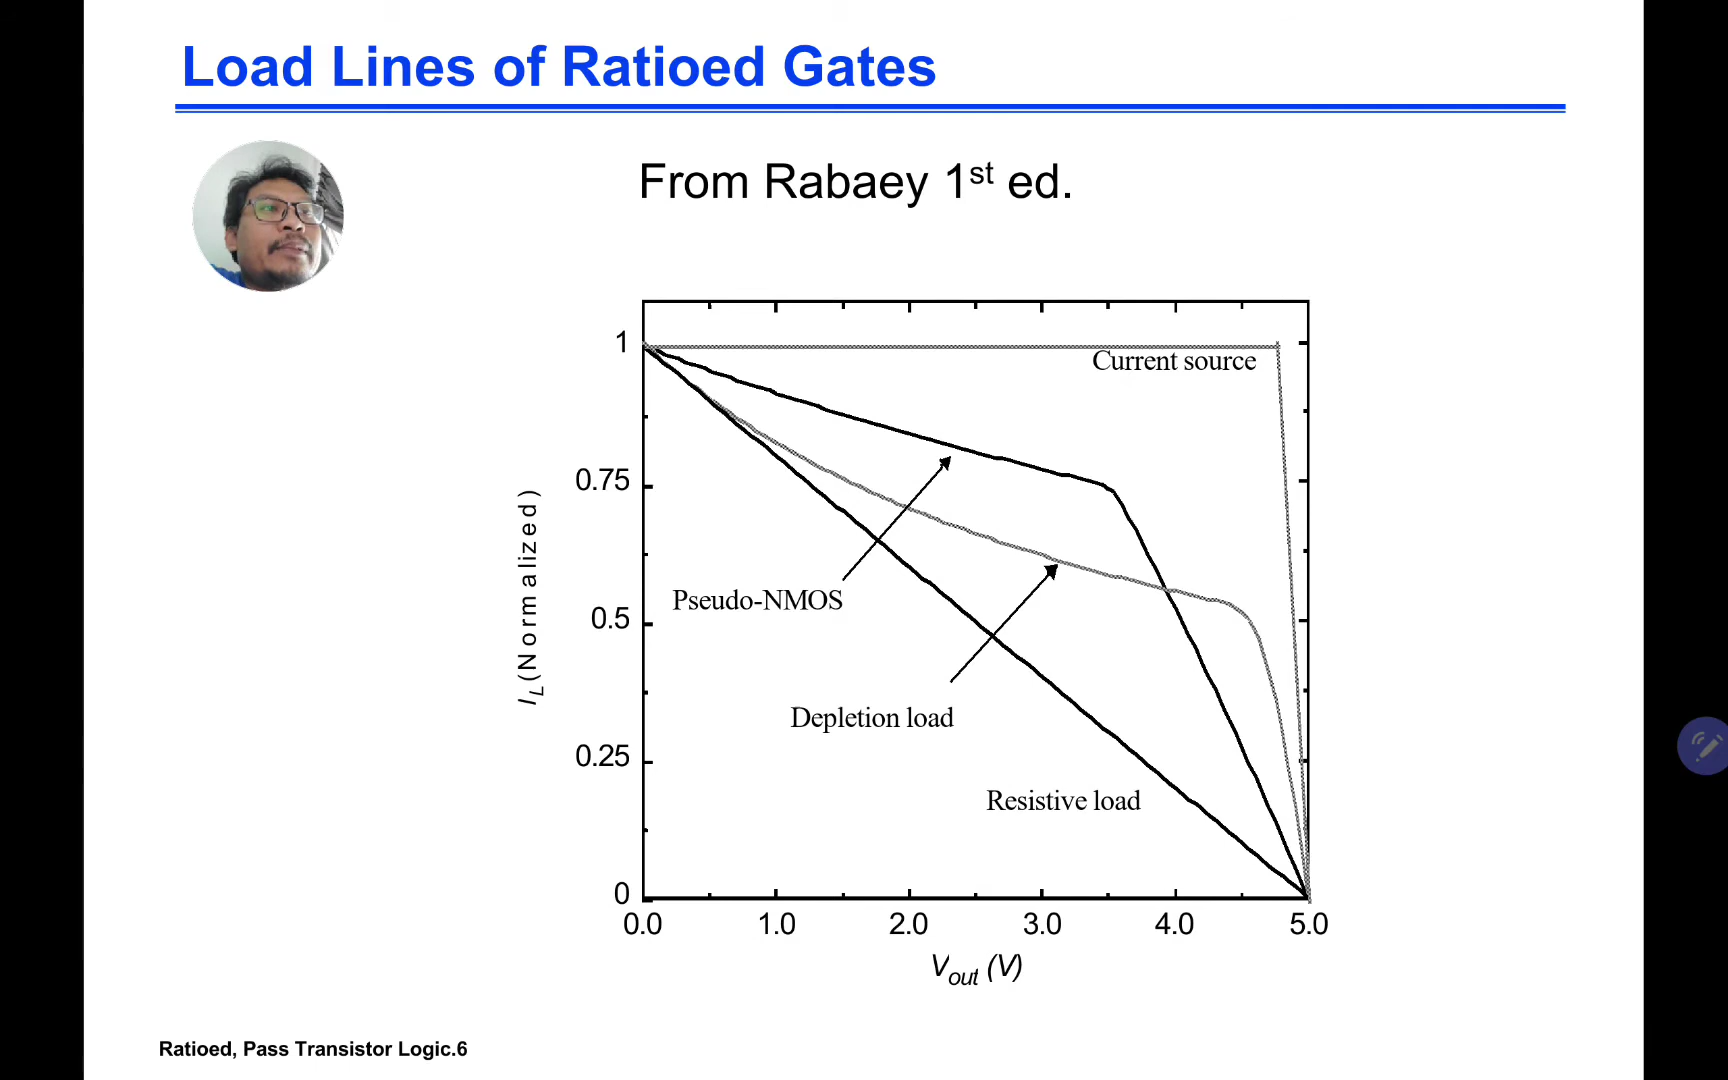 Load Lines of Ratioed Gates
From Rabaey 1st ed.
1
Current source
0.75
Pseudo-NMOS
0.5
IL(Normalized)
Depletion load
0.25
Resistive load
0
0.0 1.0 2.0 3.0 4.0 5.0
Vout (V)
Ratioed, Pass Transistor Logic.6